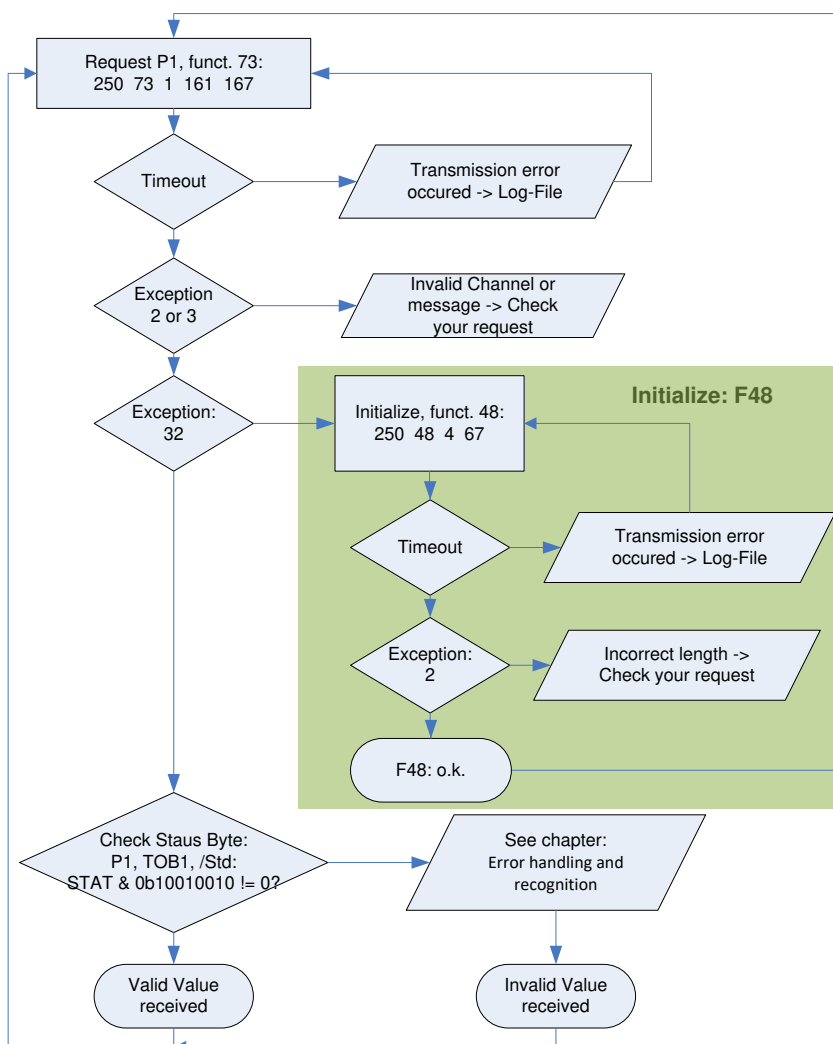 Request P1, funct. 73:
250 73 1 161 167
Timeout
Transmission error
occured -> Log-File
Exception
2 or 3
Invalid Channel or
message -> Check
your request
Exception:
32
Initialize: F48
Initialize, funct. 48:
250 48 4 67
Timeout
Transmission error
occured -> Log-File
Exception:
2
Incorrect length ->
Check your request
F48: o.k.
Check Staus Byte:
P1, TOB1, /Std:
STAT & 0b10010010 != 0?
See chapter:
Error handling and
recognition
Valid Value
received
Invalid Value
received